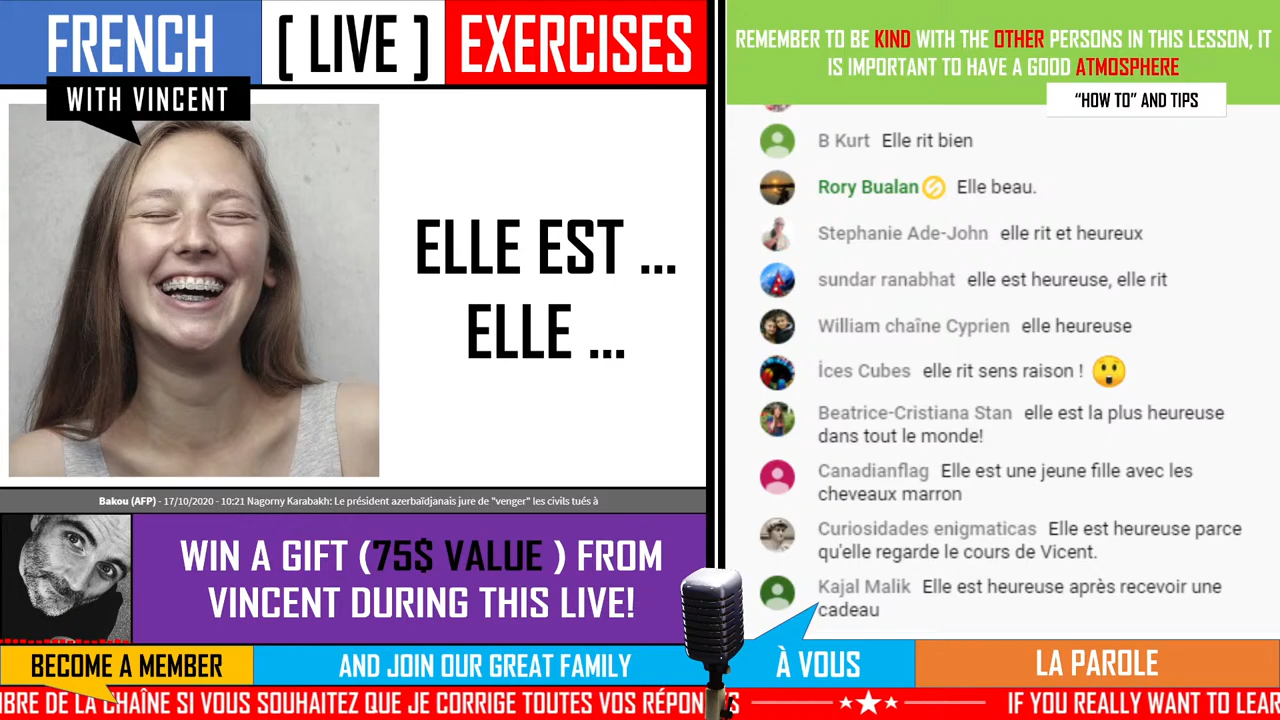 FRENCH [ LIVE ] EXERCISES
WITH VINCENT
ELLE EST ...
ELLE ...
Bakou (AFP) - 17/10/2020 - 10:21 Nagorny Karabakh: Le président azerbaïdjanais jure de "venger" les civils tués à
WIN A GIFT (75$ VALUE ) FROM
VINCENT DURING THIS LIVE!
REMEMBER TO BE KIND WITH THE OTHER PERSONS IN THIS LESSON, IT
IS IMPORTANT TO HAVE A GOOD ATMOSPHERE
“HOW TO” AND TIPS
B Kurt Elle rit bien
Rory Bualan Elle beau.
Stephanie Ade-John elle rit et heureux
sundar ranabhat elle est heureuse, elle rit
William chaîne Cyprien elle heureuse
İces Cubes elle rit sens raison !
Beatrice-Cristiana Stan elle est la plus heureuse
dans tout le monde!
Canadianflag Elle est une jeune fille avec les
cheveaux marron
Curiosidades enigmaticas Elle est heureuse parce
qu'elle regarde le cours de Vicent.
Kajal Malik Elle est heureuse après recevoir une
cadeau
BECOME A MEMBER AND JOIN OUR GREAT FAMILY À VOUS LA PAROLE
MBRE DE LA CHAÎNE SI VOUS SOUHAITEZ QUE JE CORRIGE TOUTES VOS RÉPONSES IF YOU REALLY WANT TO LEAR